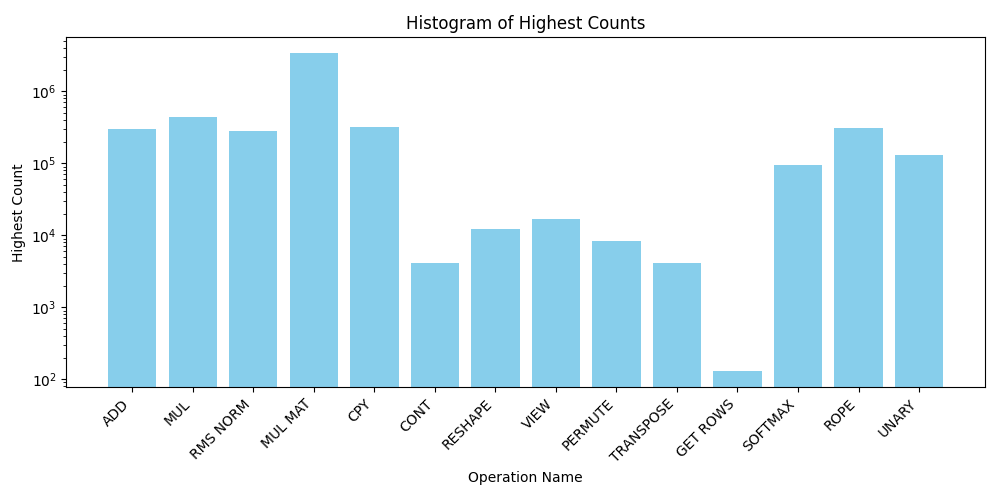 Histogram of Highest Counts
Highest Count
10⁶
10⁵
10⁴
10³
10²
ADD
MUL
RMS NORM
MUL MAT
CPY
CONT
RESHAPE
VIEW
PERMUTE
TRANSPOSE
GET ROWS
SOFTMAX
ROPE
UNARY
Operation Name